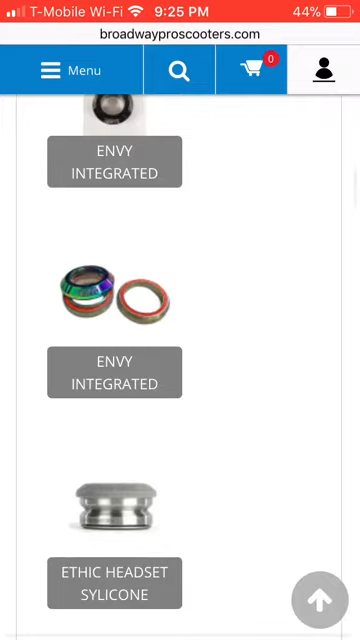 T-Mobile Wi-Fi 9:25 PM 44%
broadwayproscooters.com
Menu 0
ENVY
INTEGRATED
ENVY
INTEGRATED
ETHIC HEADSET
SYLICONE